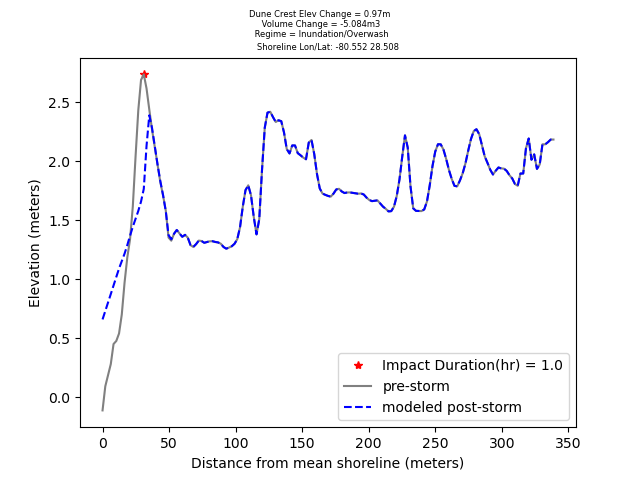 Dune Crest Elev Change = 0.97m
Volume Change = -5.084m3
Regime = Inundation/Overwash
Shoreline Lon/Lat: -80.552 28.508
Elevation (meters)
2.5
2.0
1.5
1.0
0.5
0.0
Impact Duration(hr) = 1.0
pre-storm
modeled post-storm
0 50 100 150 200 250 300 350
Distance from mean shoreline (meters)